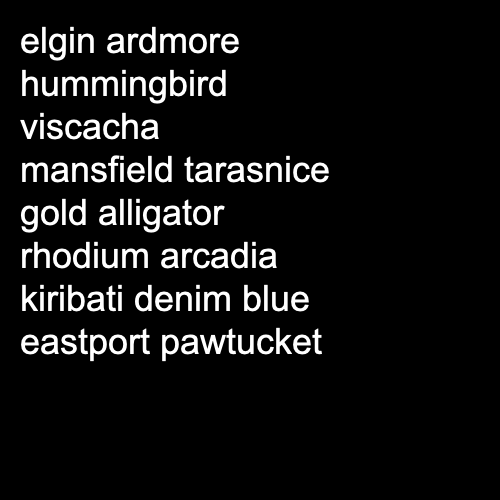 elgin ardmore
hummingbird
viscacha
mansfield tarasnice
gold alligator
rhodium arcadia
kiribati denim blue
eastport pawtucket